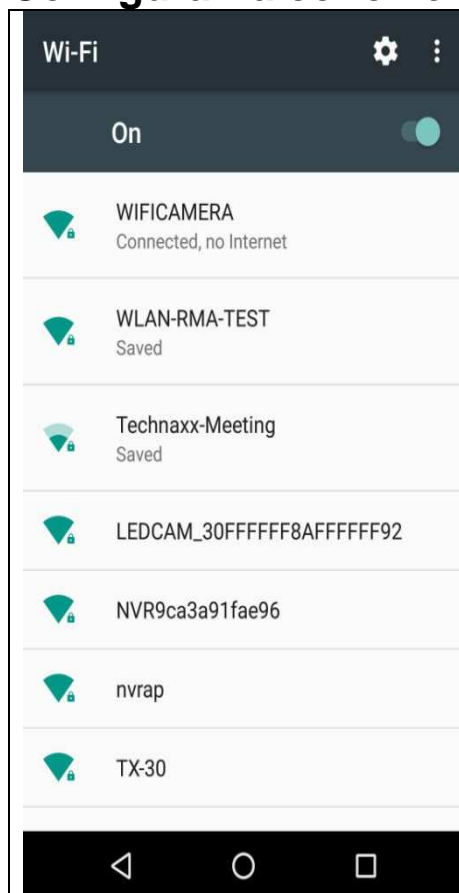 Wi-Fi
On
WIFICAMERA
Connected, no Internet
WLAN-RMA-TEST
Saved
Technaxx-Meeting
Saved
LEDCAM_30FFFFFF8AFFFFFF92
NVR9ca3a91fae96
nvrap
TX-30